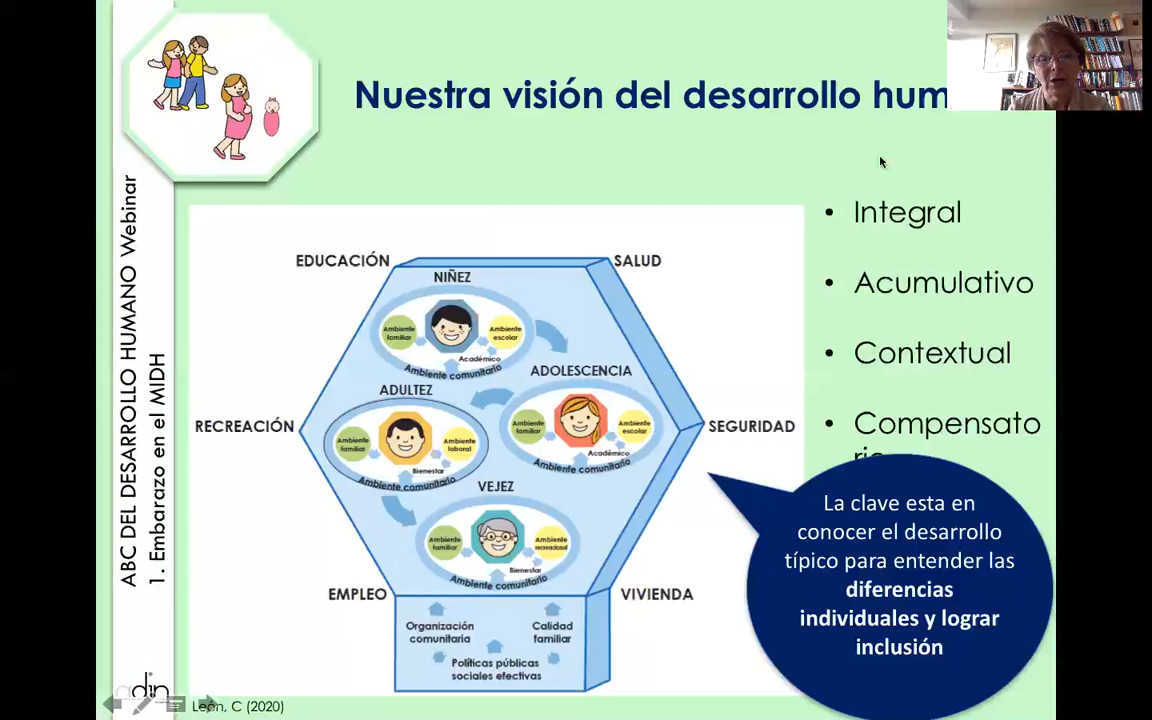 Nuestra visión del desarrollo hum
ABC DEL DESARROLLO HUMANO Webinar
1. Embarazo en el MIDH
• Integral
• Acumulativo
• Contextual
• Compensato
EDUCACIÓN
SALUD
NIÑEZ
Ambiente
familiar
Ambiente
escolar
Académico
Ambiente comunitario
ADOLESCENCIA
Ambiente
familiar
Ambiente
escolar
Académico
Ambiente comunitario
ADULTEZ
Ambiente
familiar
Ambiente
laboral
Bienestar
Ambiente comunitario
RECREACIÓN
SEGURIDAD
VEJEZ
Ambiente
familiar
Ambiente
recreacional
Bienestar
Ambiente comunitario
EMPLEO
VIVIENDA
Organización
comunitaria
Calidad
familiar
Políticas públicas
sociales efectivas
La clave esta en
conocer el desarrollo
típico para entender las
diferencias
individuales y lograr
inclusión
adin
León, C (2020)